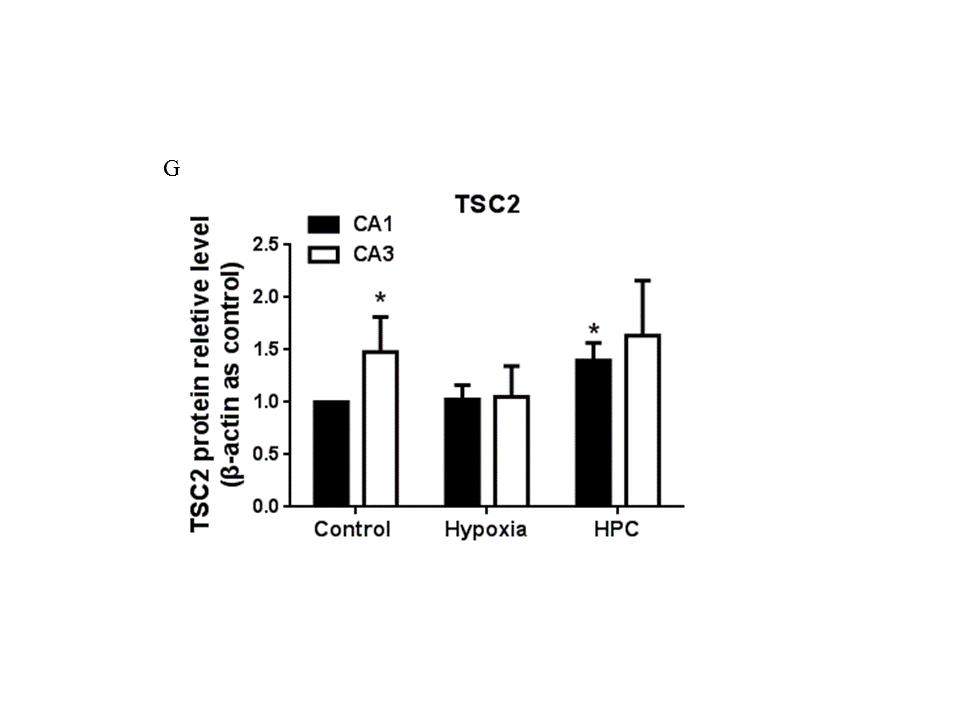 G
TSC2
CA1
CA3
TSC2 protein reletive level
(β-actin as control)
2.5
2.0
1.5
1.0
0.5
0.0
*
*
Control
Hypoxia
HPC